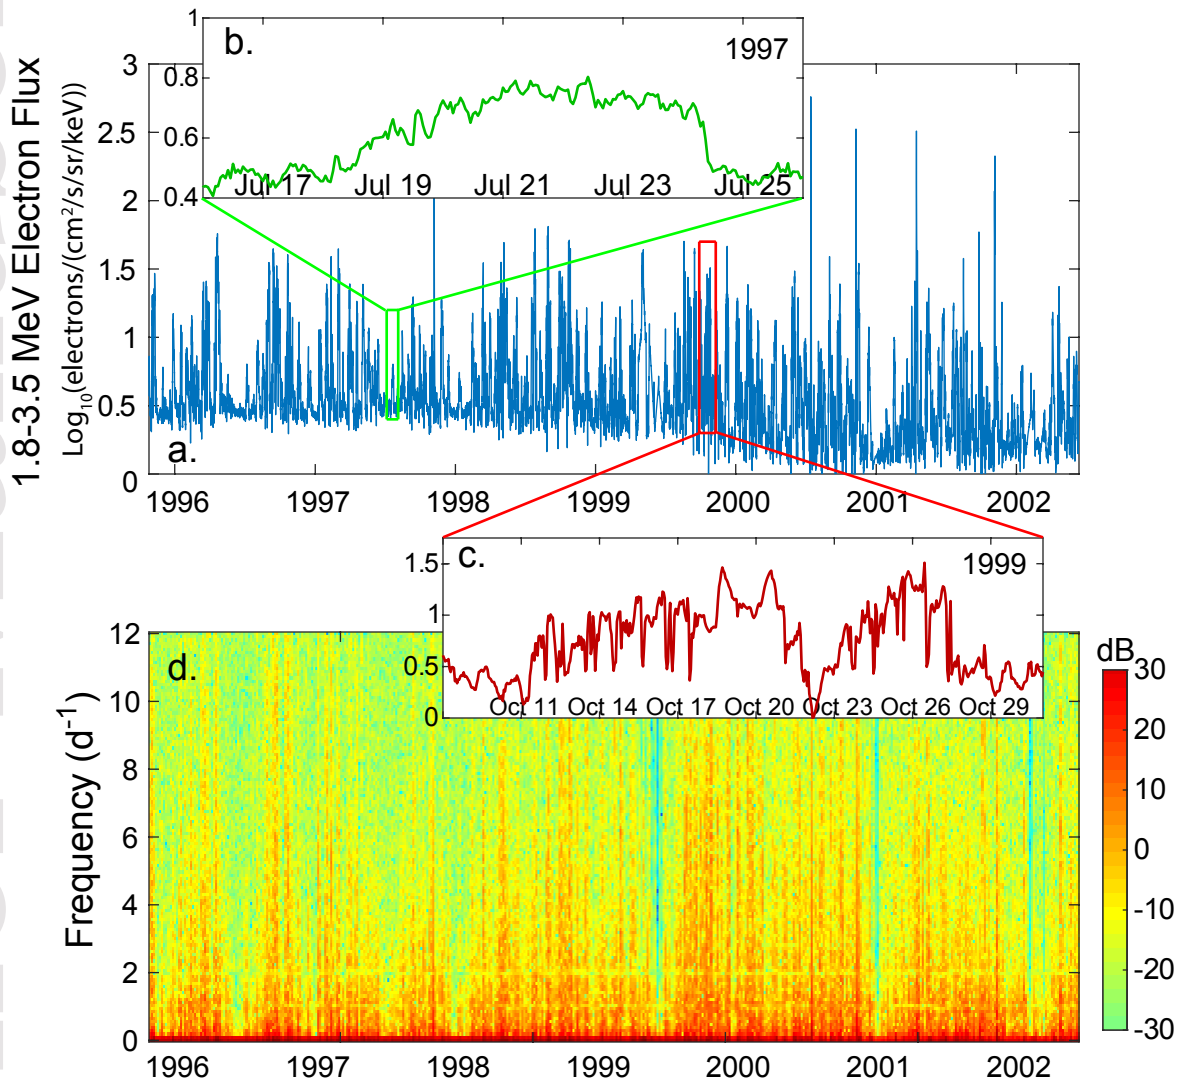 1.8-3.5 MeV Electron Flux
Log₁₀(electrons/(cm²/s/sr/keV))
3
2.5
2
1.5
1
0.5
0
a.
1996
1997
1998
1999
2000
2001
2002
b.
1997
1
0.8
0.6
0.4
Jul 17
Jul 19
Jul 21
Jul 23
Jul 25
c.
1999
1.5
1
0.5
0
Oct 11
Oct 14
Oct 17
Oct 20
Oct 23
Oct 26
Oct 29
d.
Frequency (d⁻¹)
12
10
8
6
4
2
0
1996
1997
1998
1999
2000
2001
2002
dB
30
20
10
0
-10
-20
-30